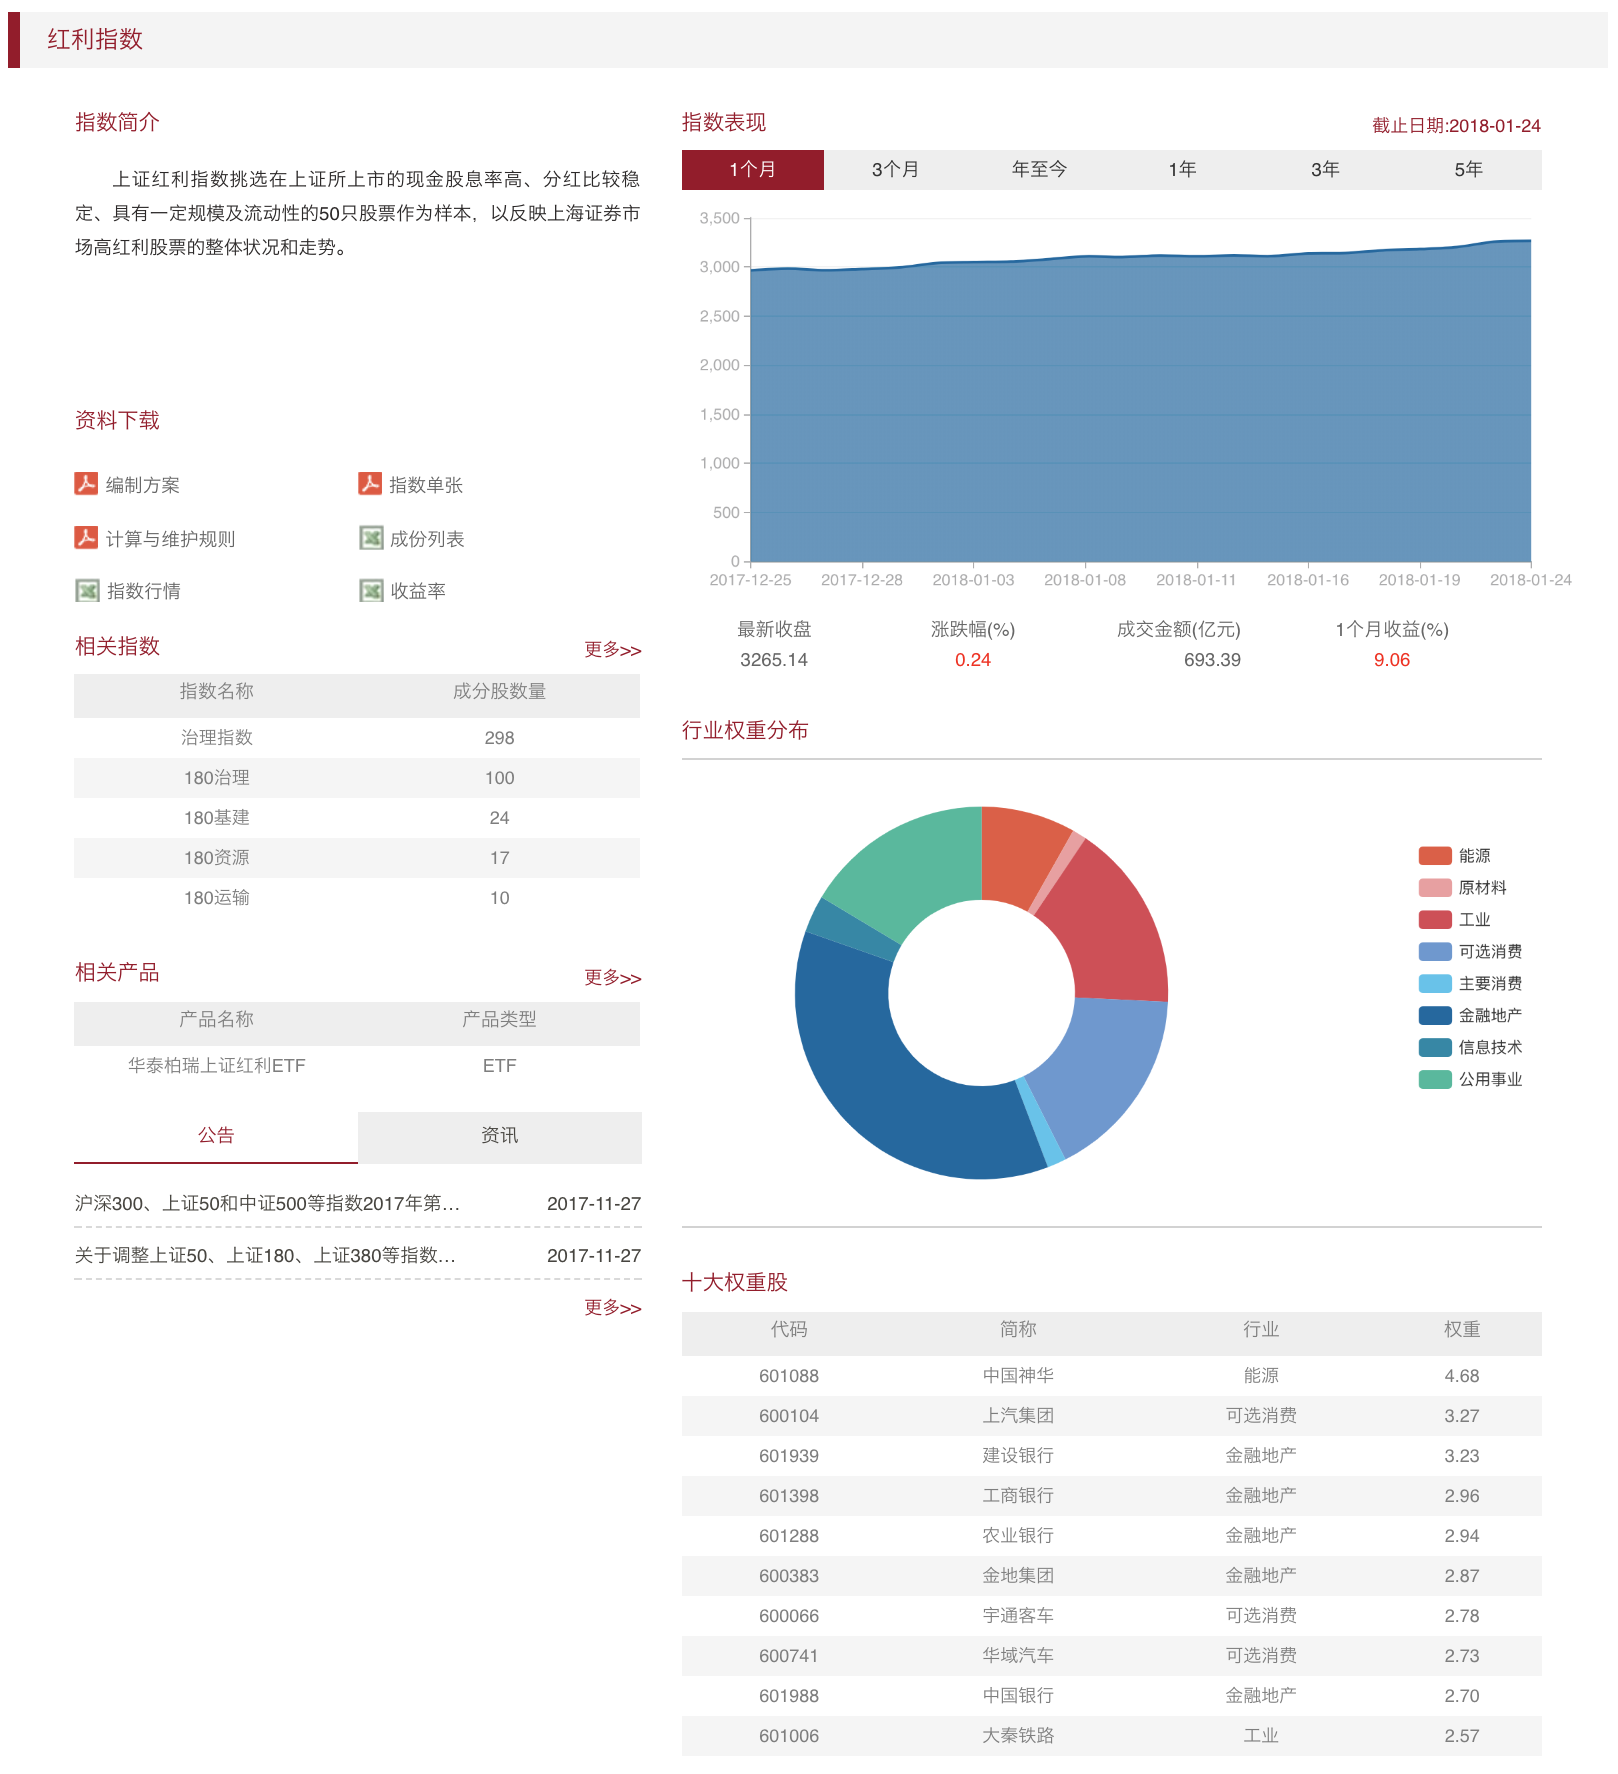 红利指数
指数简介
上证红利指数挑选在上证所上市的现金股息率高、分红比较稳
定、具有一定规模及流动性的50只股票作为样本，以反映上海证券市
场高红利股票的整体状况和走势。
资料下载
编制方案 指数单张
计算与维护规则 成份列表
指数行情 收益率
相关指数 更多>>
指数名称 成分股数量
治理指数 298
180治理 100
180基建 24
180资源 17
180运输 10
相关产品 更多>>
产品名称 产品类型
华泰柏瑞上证红利ETF ETF
公告 资讯
沪深300、上证50和中证500等指数2017年第... 2017-11-27
关于调整上证50、上证180、上证380等指数... 2017-11-27
更多>>
指数表现 截止日期:2018-01-24
1个月 3个月 年至今 1年 3年 5年
3,500
3,000
2,500
2,000
1,500
1,000
500
0
2017-12-25 2017-12-28 2018-01-03 2018-01-08 2018-01-11 2018-01-16 2018-01-19 2018-01-24
最新收盘 涨跌幅(%) 成交金额(亿元) 1个月收益(%)
3265.14 0.24 693.39 9.06
行业权重分布
能源
原材料
工业
可选消费
主要消费
金融地产
信息技术
公用事业
十大权重股
代码 简称 行业 权重
601088 中国神华 能源 4.68
600104 上汽集团 可选消费 3.27
601939 建设银行 金融地产 3.23
601398 工商银行 金融地产 2.96
601288 农业银行 金融地产 2.94
600383 金地集团 金融地产 2.87
600066 宇通客车 可选消费 2.78
600741 华域汽车 可选消费 2.73
601988 中国银行 金融地产 2.70
601006 大秦铁路 工业 2.57